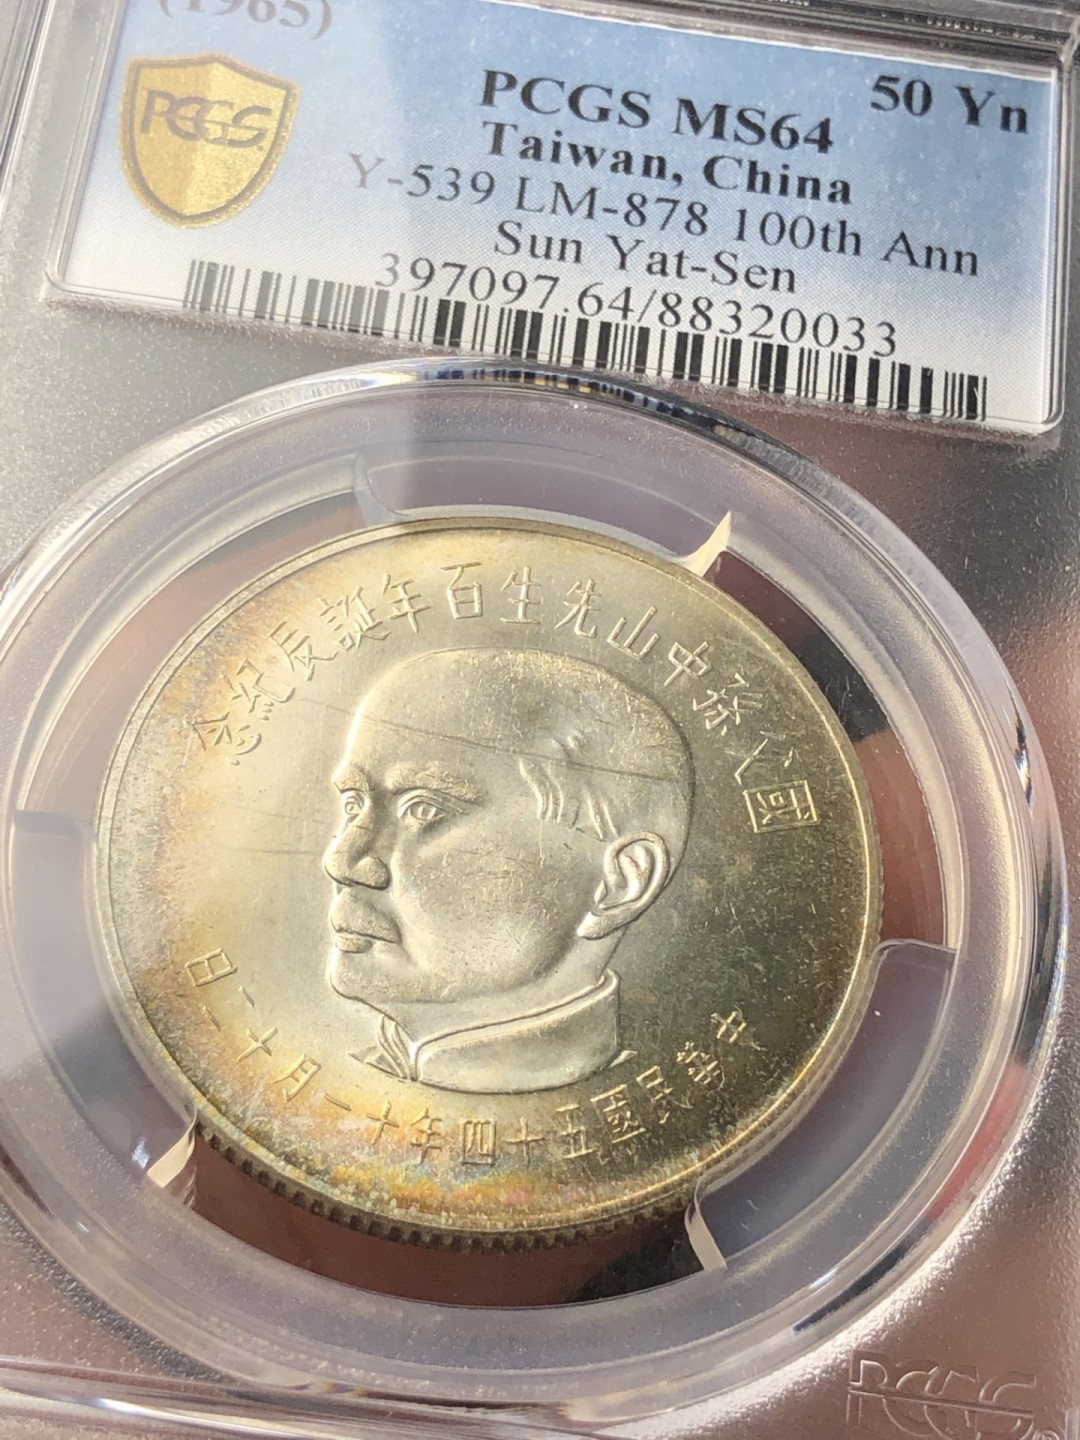 (1965)
50 Yn
PCGS
PCGS MS64
Taiwan, China
Y-539 LM-878 100th Ann
Sun Yat-Sen
397097.64/88320033
國父孫中山先生百年誕辰紀念
中華民國五十四年十一月十二日
PCGS